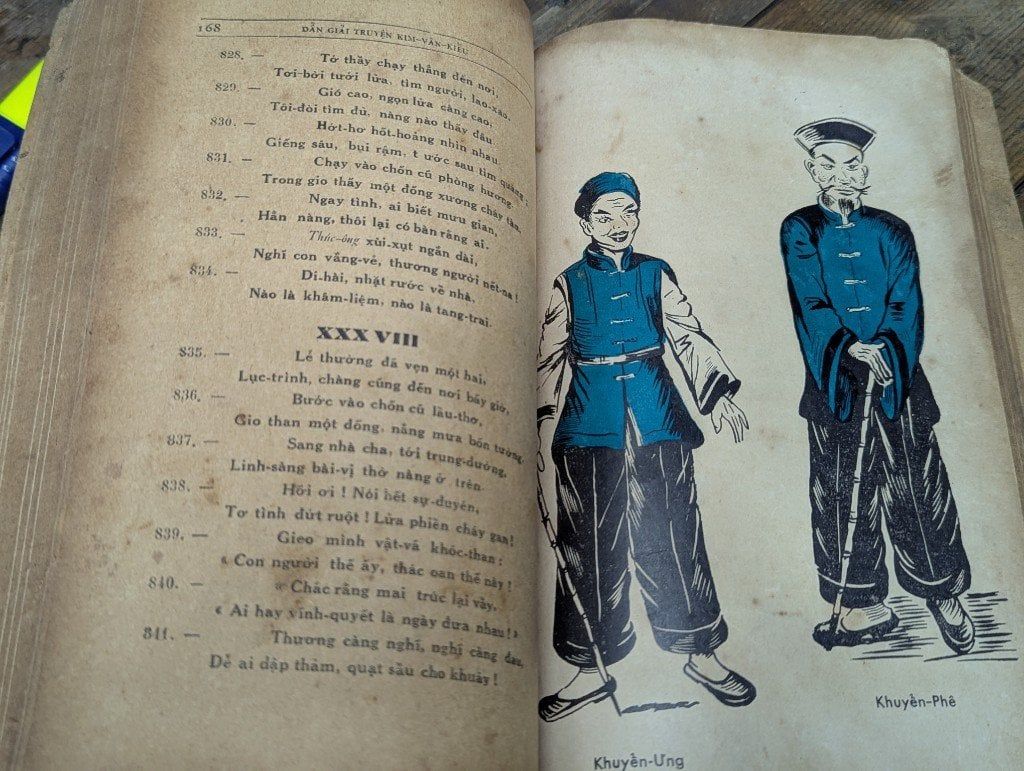 168 DẪN GIẢI TRUYỆN KIM-VÂN-KIỀU
828. — Tớ thầy chạy thẳng đến nơi,
Tơi-bời tưới lửa, tìm người, lao-xao.
829. — Gió cao, ngọn lửa càng cao,
Tôi-đòi tìm đủ, nàng nào thấy đâu.
830. — Hớt-hơ hốt-hoảng nhìn nhau.
Giếng sâu, bụi rậm, t ước sau tìm quàng:
831. — Chạy vào chốn cũ phòng hương.
Trong gio thấy một đống xương cháy tàn.
832. — Ngay tình, ai biết mưu gian,
Hẳn nàng, thôi lại có bàn rằng ai.
833. — Thúc-ông xùi-xụt ngắn dài,
Nghĩ con vắng-vẻ, thương người nết-na!
834. — Di-hài, nhặt rước về nhà.
Nào là khâm-liệm, nào là tang-trai.
XXX VIII
835. — Lễ thường đã vẹn một hai,
Lục-trình, chàng cũng đến nơi bấy giờ,
836. — Bước vào chốn cũ lầu-thơ,
Gio than một đống, nắng mưa bốn tường,
837. — Sang nhà cha, tới trung-đường,
Linh-sàng bài-vị thờ nàng ở trên.
838. — Hỡi ơi! Nói hết sự-duyên,
Tơ tình đứt ruột! Lửa phiền cháy gan!
839. — Gieo mình vật-vã khóc-than:
« Con người thế ấy, thác oan thế này!
840. — « Chắc rằng mai trúc lại vầy,
« Ai hay vĩnh-quyết là ngày đưa nhau!»
841. — Thương càng nghĩ, nghĩ càng đau,
Dễ ai dập thảm, quạt sầu cho khuây!
Khuyển-Ưng
Khuyển-Phê